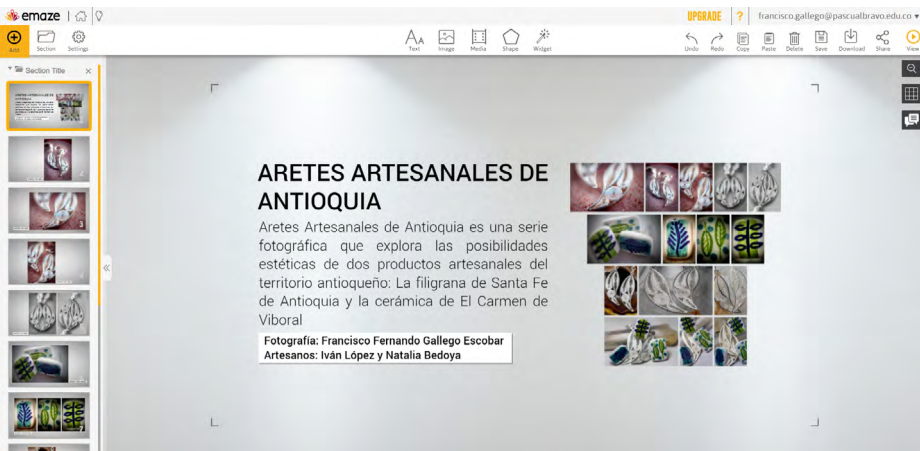 emaze
UPGRADE
?
francisco.gallego@pascualbravo.edu.co
Add
Section
Settings
Text
Image
Media
Shape
Widget
Undo
Redo
Copy
Paste
Delete
Save
Download
Share
View
Section Title
ARETES ARTESANALES DE
ANTIOQUIA
Aretes Artesanales de Antioquia es una serie
fotográfica que explora las posibilidades
estéticas de dos productos artesanales del
territorio antioqueño: La filigrana de Santa Fe
de Antioquia y la cerámica de El Carmen de
Viboral
Fotografía: Francisco Fernando Gallego Escobar
Artesanos: Iván López y Natalia Bedoya
3
7